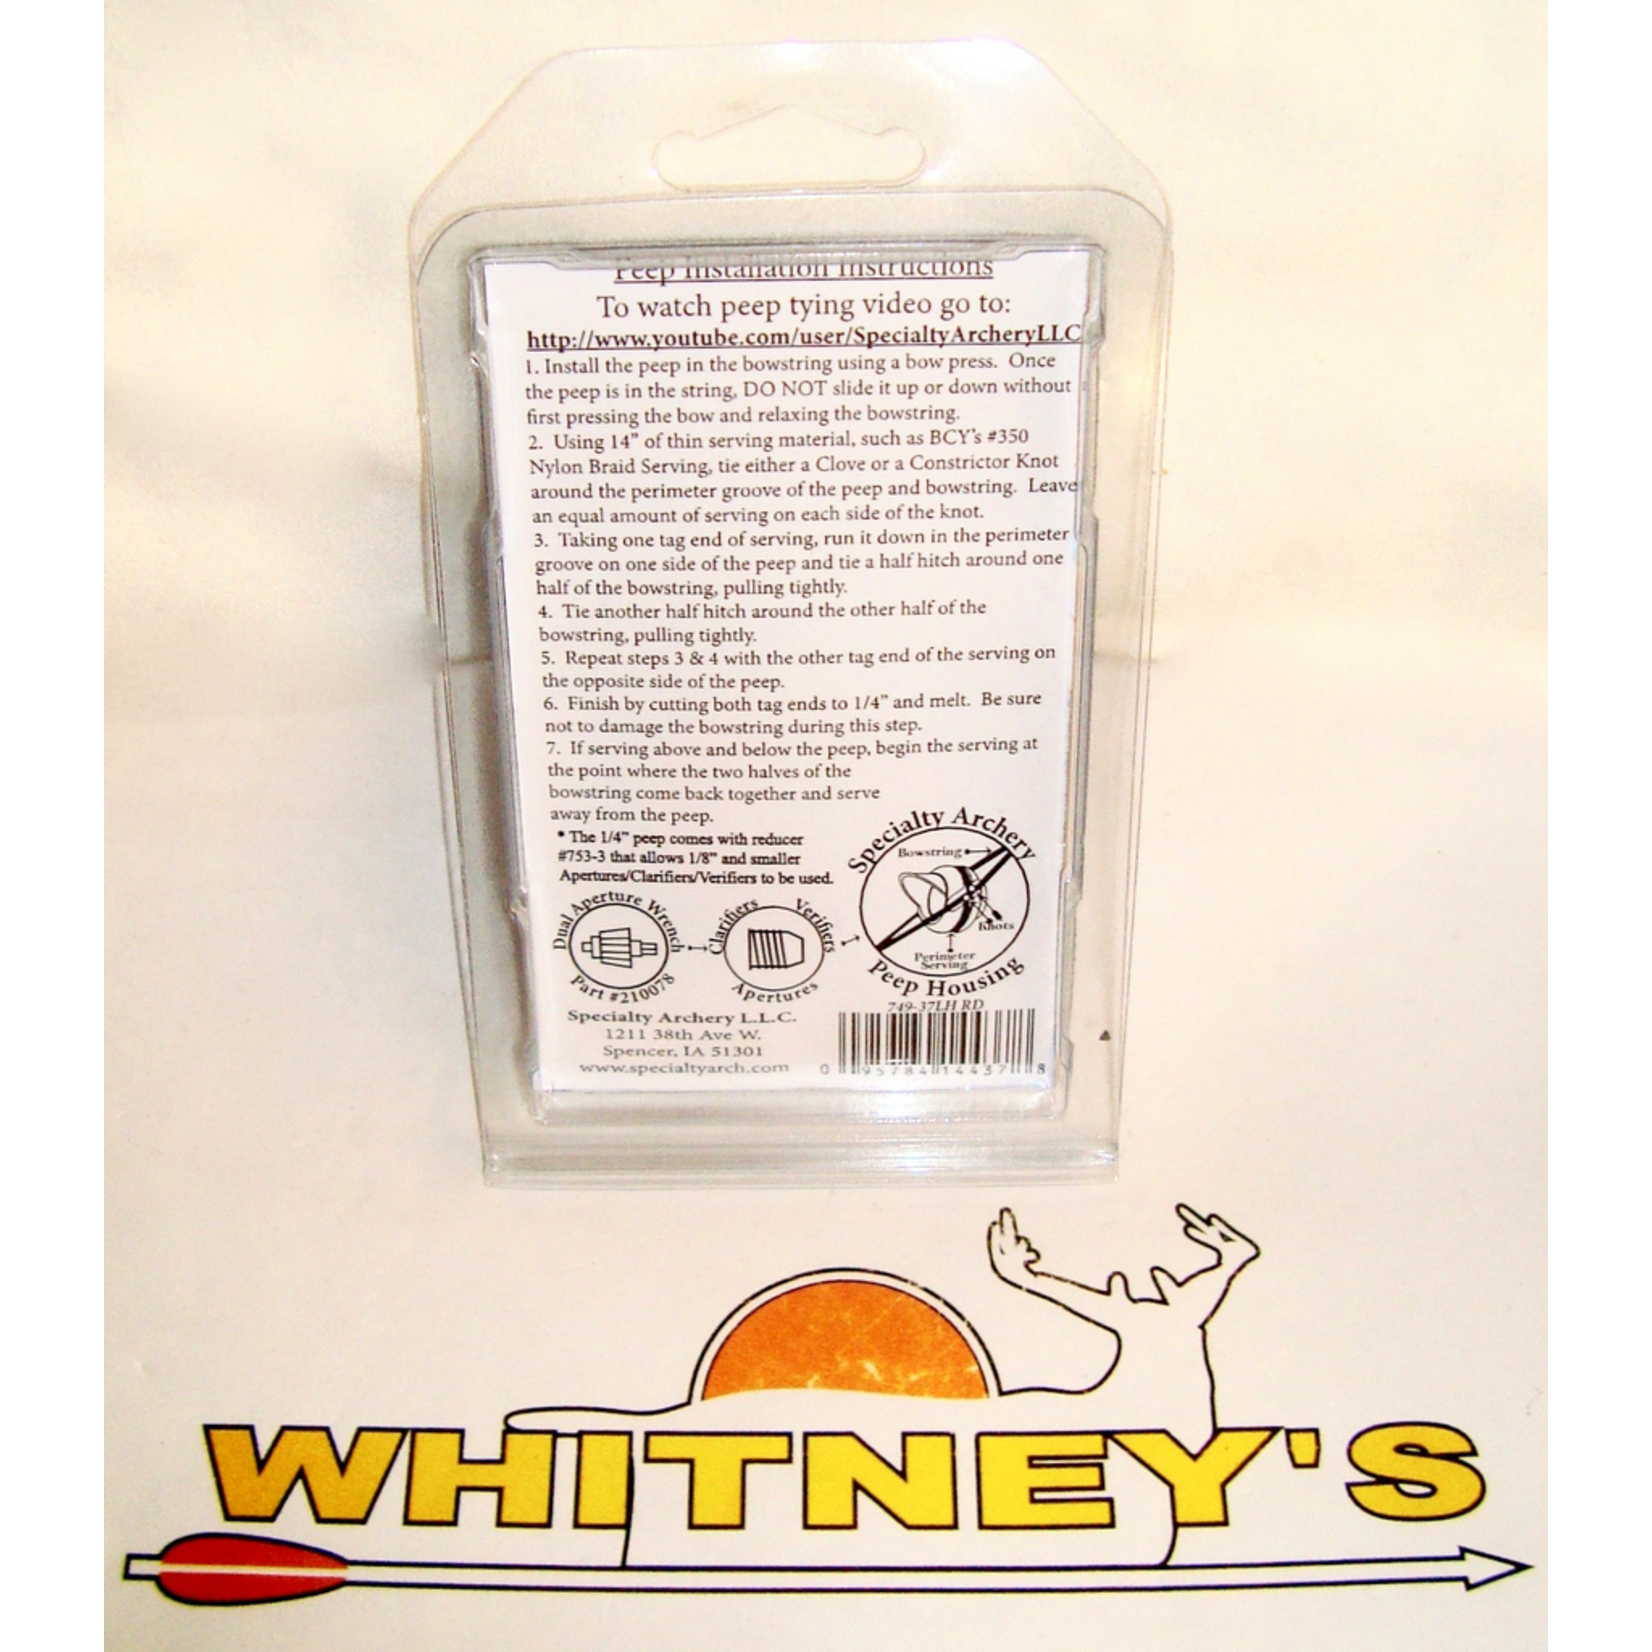 Peep Installation Instructions
To watch peep tying video go to:
http://www.youtube.com/user/SpecialtyArcheryLLC
1. Install the peep in the bowstring using a bow press. Once
the peep is in the string, DO NOT slide it up or down without
first pressing the bow and relaxing the bowstring.
2. Using 14" of thin serving material, such as BCY's #350
Nylon Braid Serving, tie either a Clove or a Constrictor Knot
around the perimeter groove of the peep and bowstring. Leave
an equal amount of serving on each side of the knot.
3. Taking one tag end of serving, run it down in the perimeter
groove on one side of the peep and tie a half hitch around one
half of the bowstring, pulling tightly.
4. Tie another half hitch around the other half of the
bowstring, pulling tightly.
5. Repeat steps 3 & 4 with the other tag end of the serving on
the opposite side of the peep.
6. Finish by cutting both tag ends to 1/4" and melt. Be sure
not to damage the bowstring during this step.
7. If serving above and below the peep, begin the serving at
the point where the two halves of the
bowstring come back together and serve
away from the peep.
* The 1/4" peep comes with reducer
#753-3 that allows 1/8" and smaller
Apertures/Clarifiers/Verifiers to be used.
Dual Aperture Wrench
Part #210078
Clarifiers
Verifiers
Apertures
Specialty Archery
Bowstring
Knots
Perimeter
Serving
Peep Housing
749-37LH RD
Specialty Archery L.L.C.
1211 38th Ave W.
Spencer, IA 51301
www.specialtyarch.com
0 95784 14437 8
WHITNEY'S